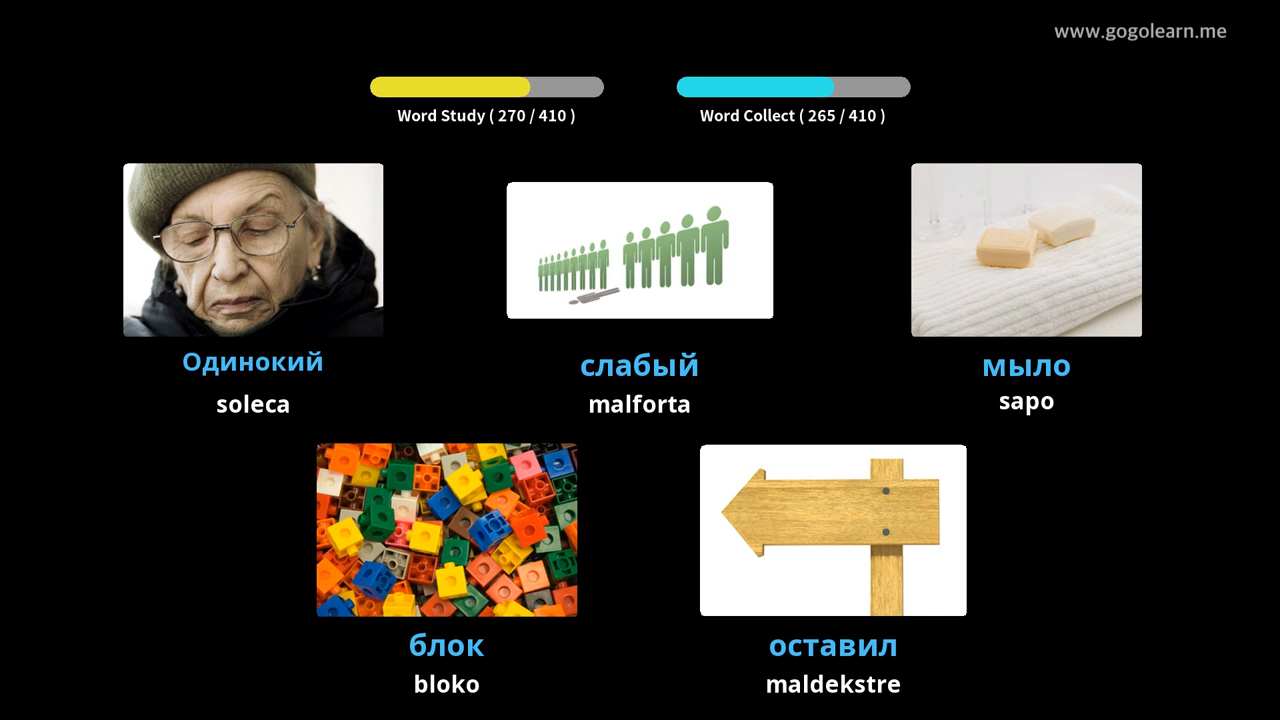 www.gogolearn.me
Word Study ( 270 / 410 )
Word Collect ( 265 / 410 )
Одинокий
soleca
слабый
malforta
мыло
sapo
блок
bloko
оставил
maldekstre